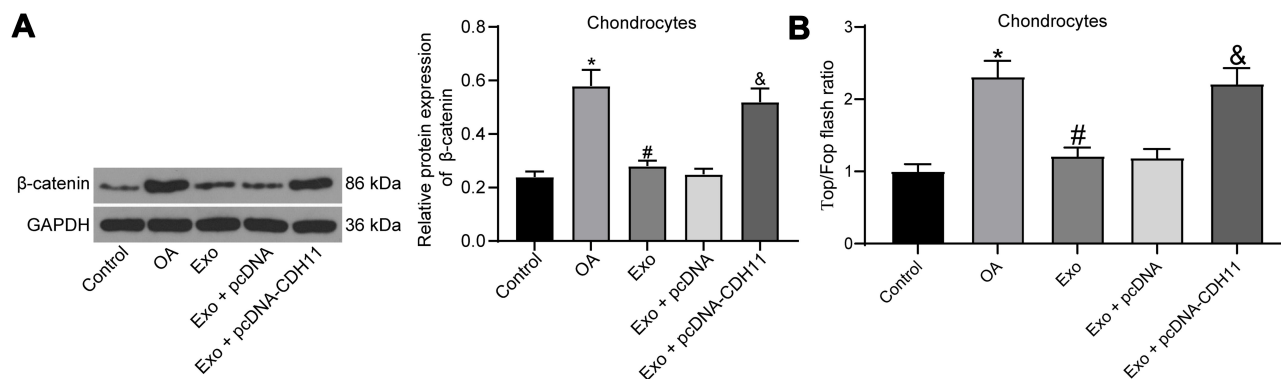 A
β-catenin
86 kDa
GAPDH
36 kDa
Control
OA
Exo
Exo + pcDNA
Exo + pcDNA-CDH11
Chondrocytes
Relative protein expression
of β-catenin
0.8
0.6
0.4
0.2
0.0
*
#
&
Control
OA
Exo
Exo + pcDNA
Exo + pcDNA-CDH11
B
Chondrocytes
Top/Fop flash ratio
3
2
1
0
*
#
&
Control
OA
Exo
Exo + pcDNA
Exo + pcDNA-CDH11